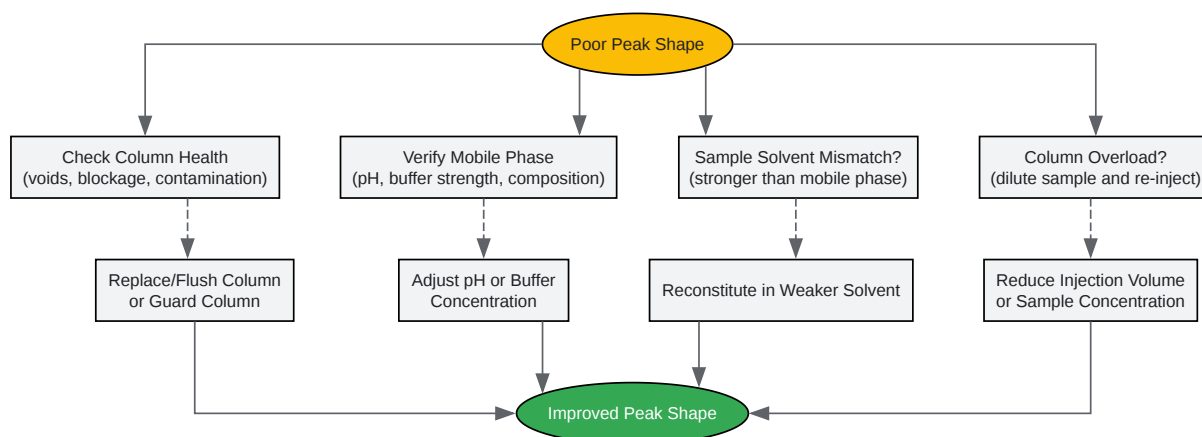 Poor Peak Shape
Check Column Health
(voids, blockage, contamination)
Verify Mobile Phase
(pH, buffer strength, composition)
Sample Solvent Mismatch?
(stronger than mobile phase)
Column Overload?
(dilute sample and re-inject)
Replace/Flush Column
or Guard Column
Adjust pH or Buffer
Concentration
Reconstitute in Weaker Solvent
Reduce Injection Volume
or Sample Concentration
Improved Peak Shape